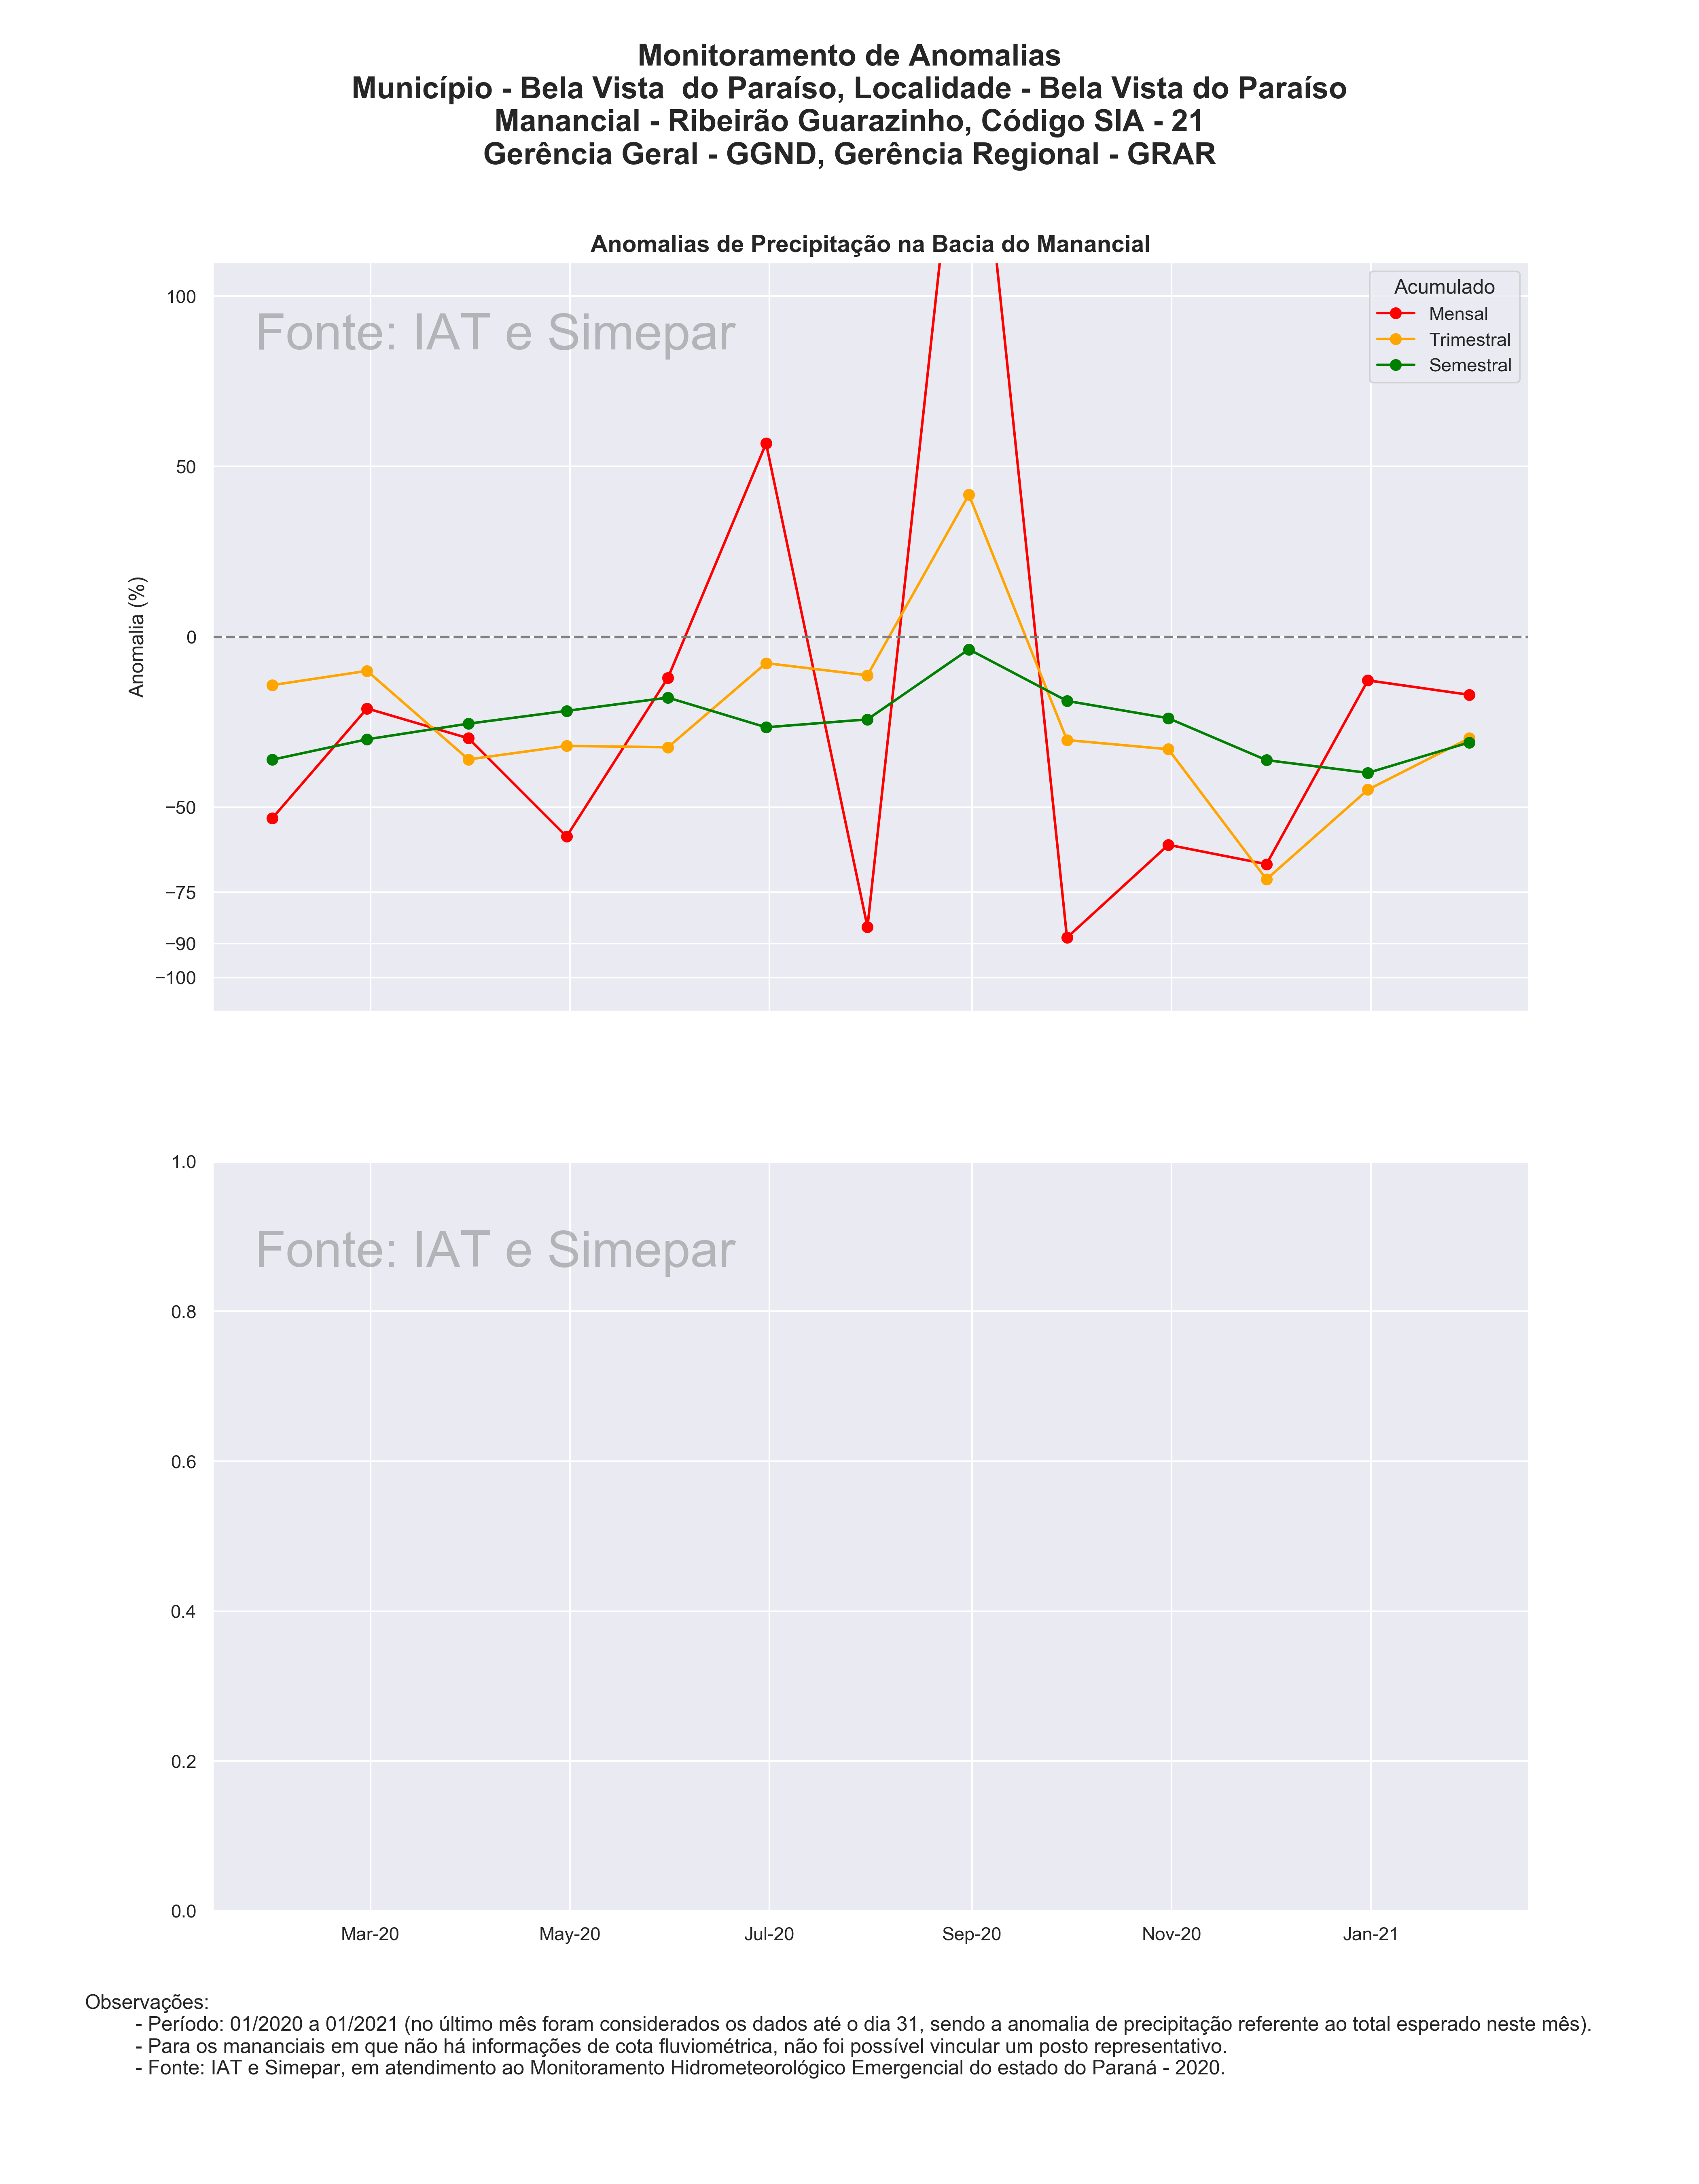 Monitoramento de Anomalias
Município - Bela Vista  do Paraíso, Localidade - Bela Vista do Paraíso
Manancial - Ribeirão Guarazinho, Código SIA - 21
Gerência Geral - GGND, Gerência Regional - GRAR
Anomalias de Precipitação na Bacia do Manancial
Fonte: IAT e Simepar
Acumulado
Mensal
Trimestral
Semestral
Anomalia (%)
100
50
0
−50
−75
−90
−100
Fonte: IAT e Simepar
1.0
0.8
0.6
0.4
0.2
0.0
Mar-20 May-20 Jul-20 Sep-20 Nov-20 Jan-21
Observações:
- Período: 01/2020 a 01/2021 (no último mês foram considerados os dados até o dia 31, sendo a anomalia de precipitação referente ao total esperado neste mês).
- Para os mananciais em que não há informações de cota fluviométrica, não foi possível vincular um posto representativo.
- Fonte: IAT e Simepar, em atendimento ao Monitoramento Hidrometeorológico Emergencial do estado do Paraná - 2020.